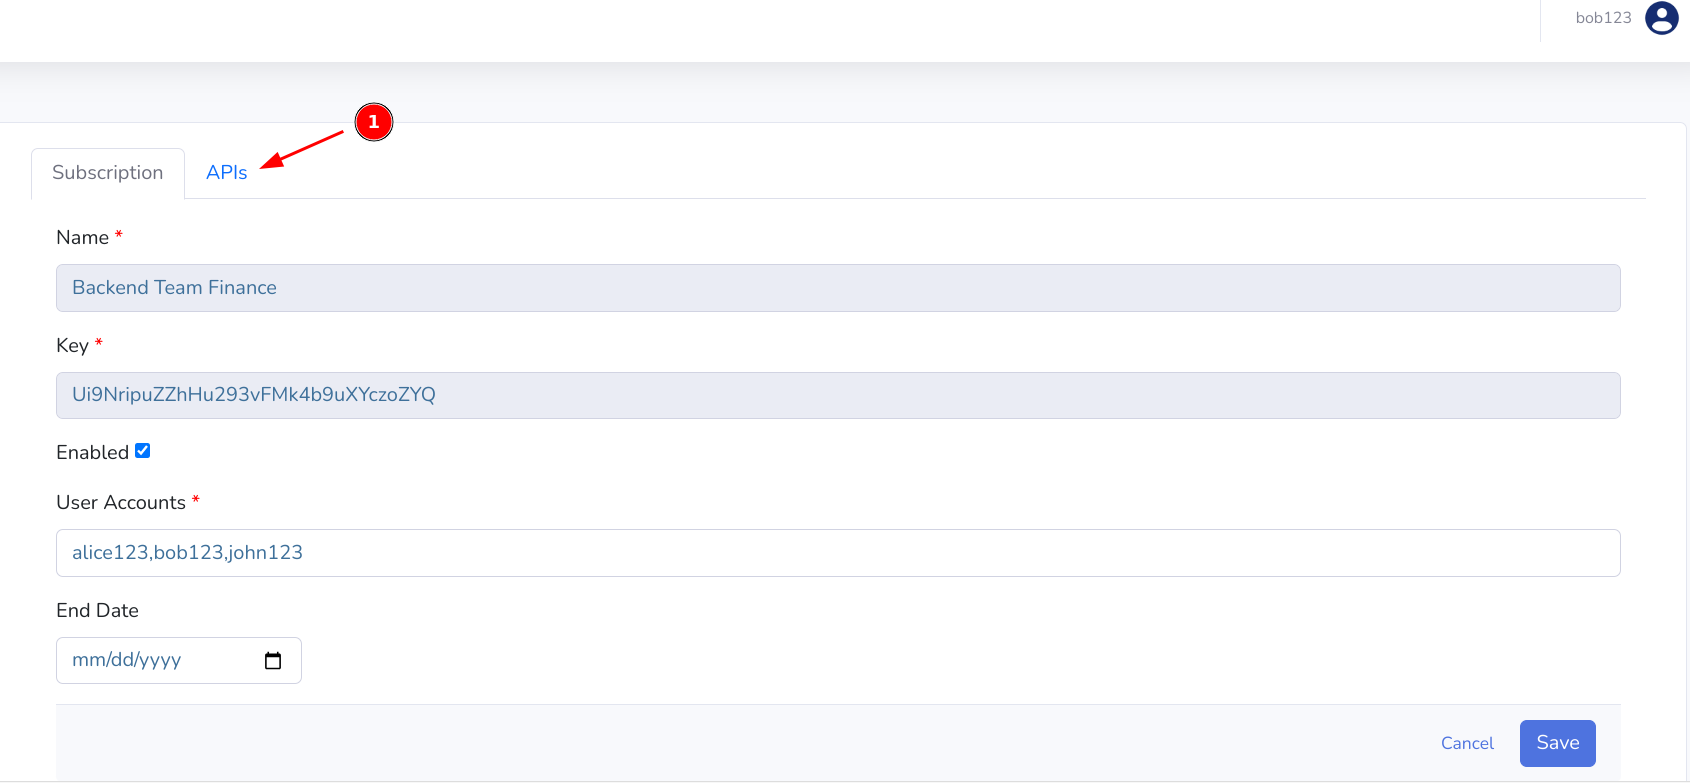 bob123
1
Subscription APIs
Name *
Backend Team Finance
Key *
Ui9NripuZZhHu293vFMk4b9uXYczoZYQ
Enabled
User Accounts *
alice123,bob123,john123
End Date
mm/dd/yyyy
Cancel Save